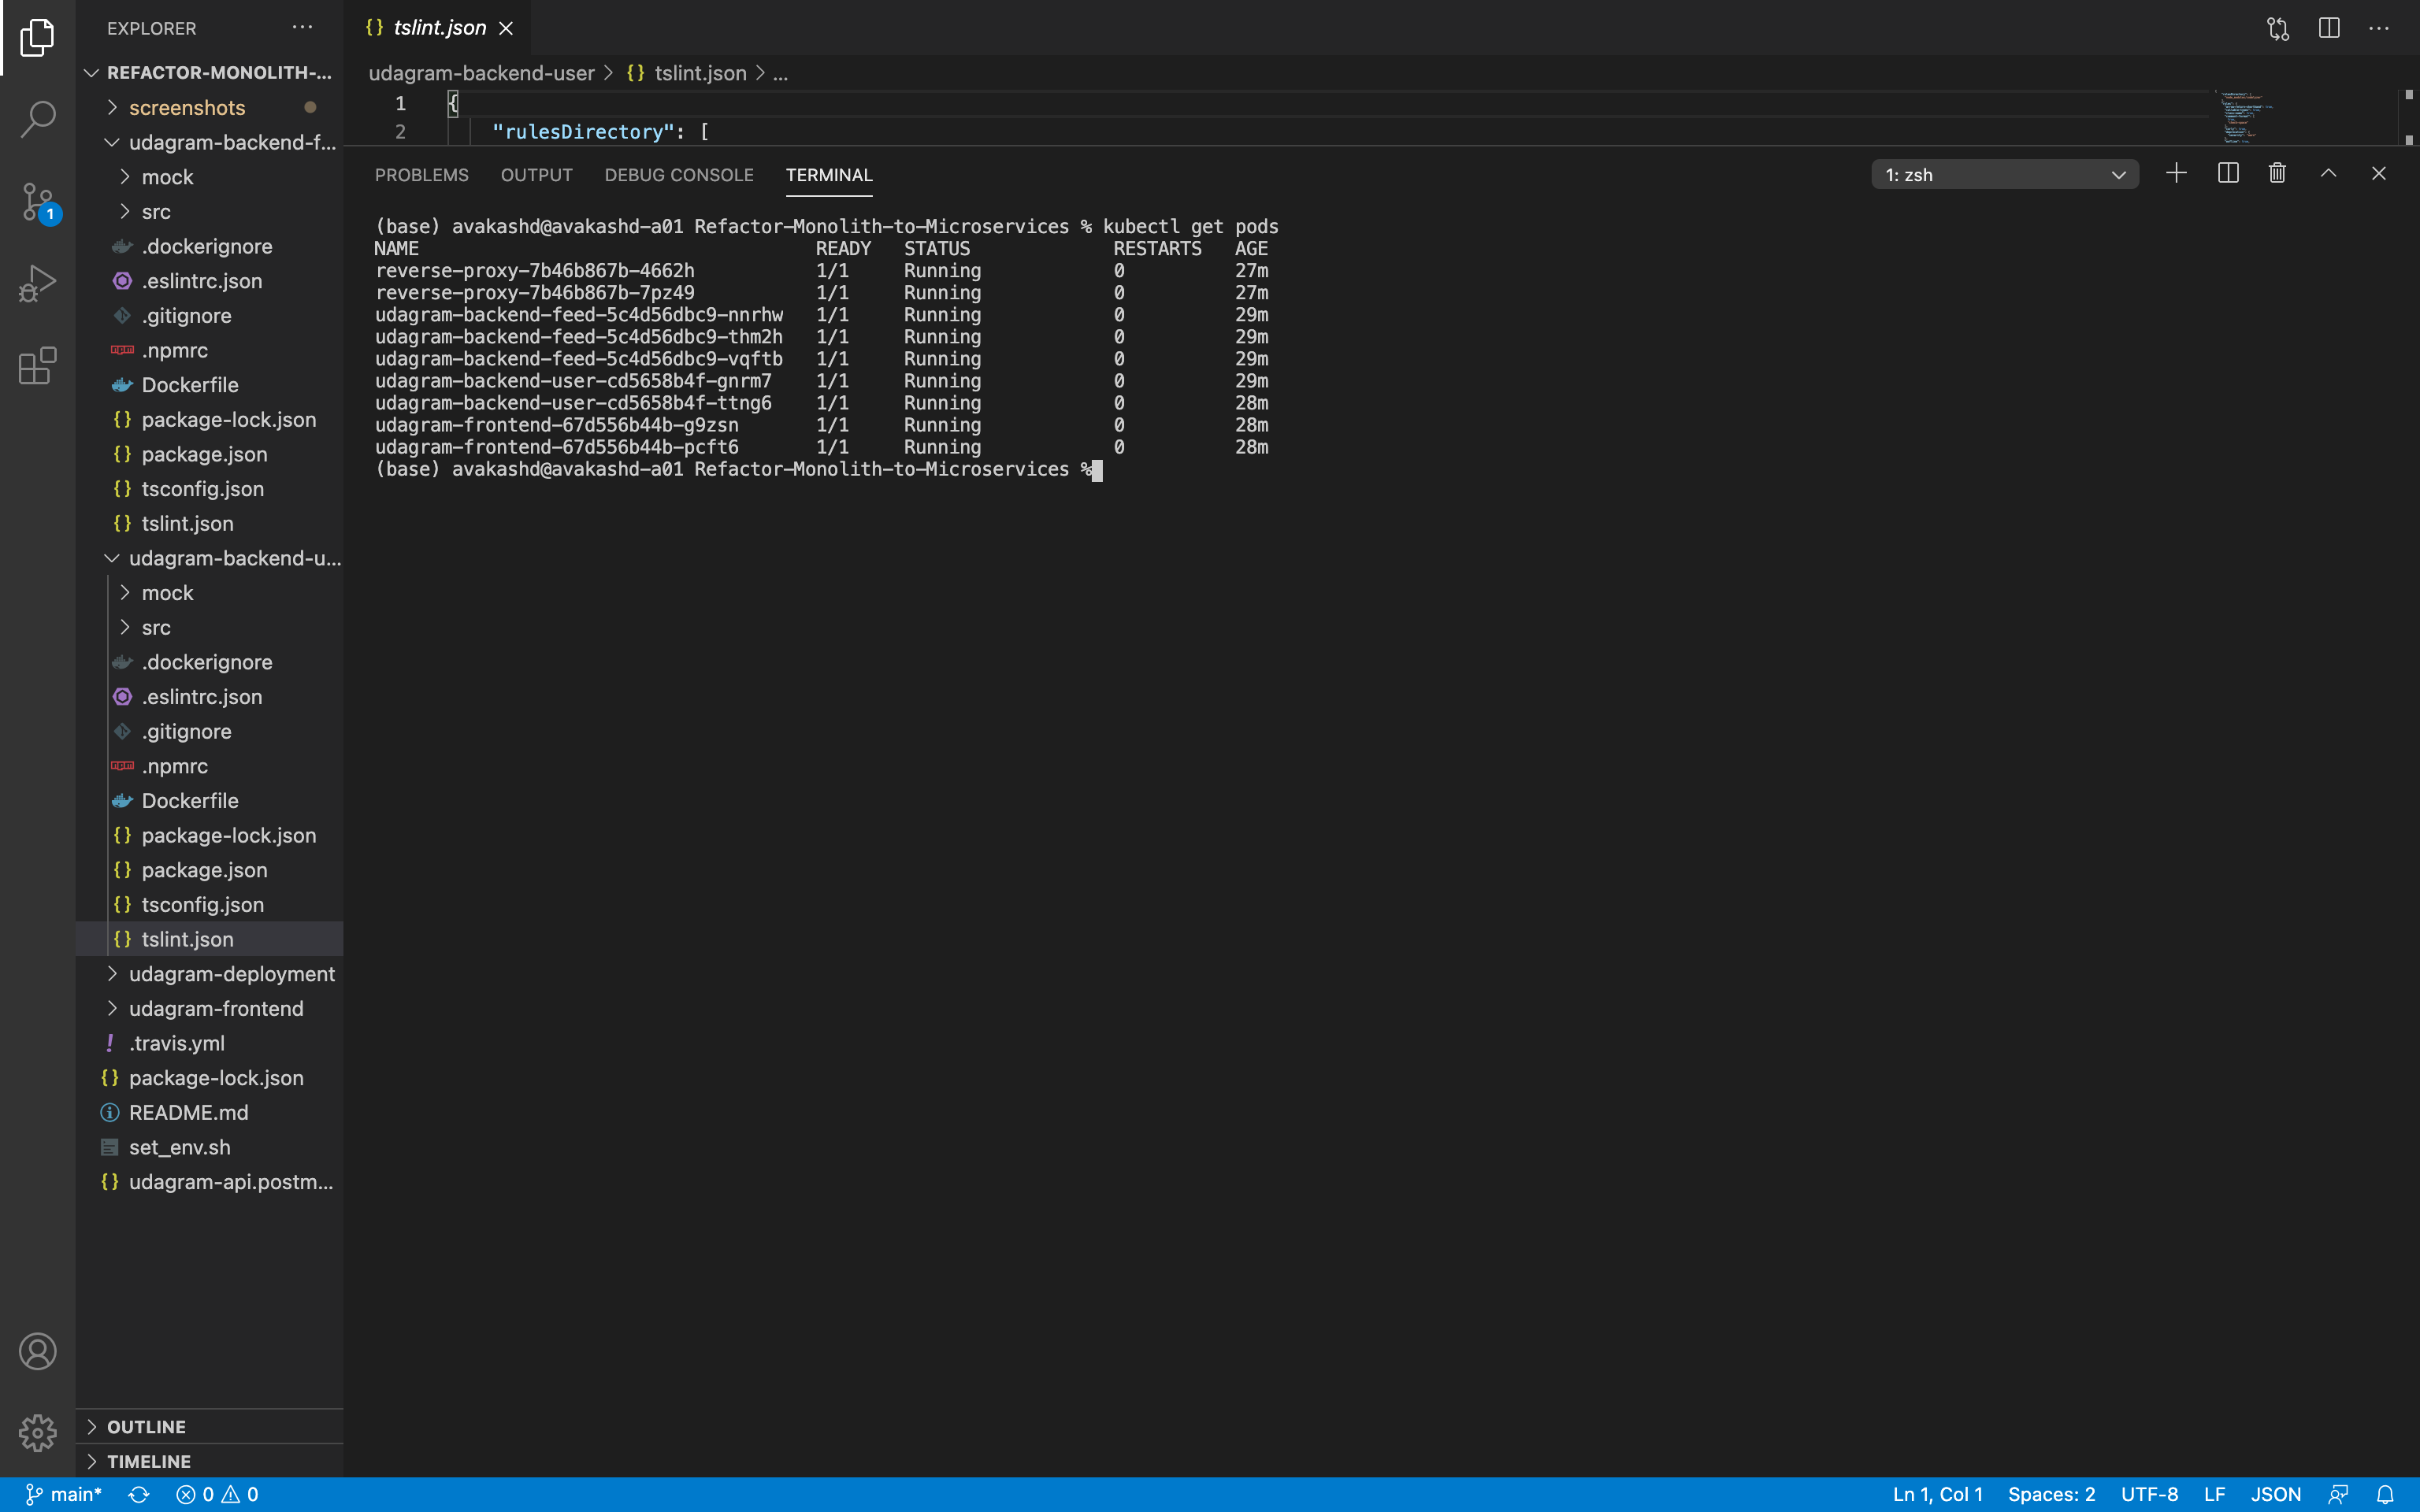 EXPLORER
REFACTOR-MONOLITH-...
screenshots
udagram-backend-f...
mock
src
.dockerignore
.eslintrc.json
.gitignore
.npmrc
Dockerfile
package-lock.json
package.json
tsconfig.json
tslint.json
udagram-backend-u...
mock
src
.dockerignore
.eslintrc.json
.gitignore
.npmrc
Dockerfile
package-lock.json
package.json
tsconfig.json
tslint.json
udagram-deployment
udagram-frontend
.travis.yml
package-lock.json
README.md
set_env.sh
udagram-api.postm...
OUTLINE
TIMELINE
1
{} tslint.json
udagram-backend-user > {} tslint.json > ...
1 {
2 "rulesDirectory": [
PROBLEMS OUTPUT DEBUG CONSOLE TERMINAL 1: zsh
(base) avakashd@avakashd-a01 Refactor-Monolith-to-Microservices % kubectl get pods
NAME READY STATUS RESTARTS AGE
reverse-proxy-7b46b867b-4662h 1/1 Running 0 27m
reverse-proxy-7b46b867b-7pz49 1/1 Running 0 27m
udagram-backend-feed-5c4d56dbc9-nnrhw 1/1 Running 0 29m
udagram-backend-feed-5c4d56dbc9-thm2h 1/1 Running 0 29m
udagram-backend-feed-5c4d56dbc9-vqftb 1/1 Running 0 29m
udagram-backend-user-cd5658b4f-gnrm7 1/1 Running 0 29m
udagram-backend-user-cd5658b4f-ttng6 1/1 Running 0 28m
udagram-frontend-67d556b44b-g9zsn 1/1 Running 0 28m
udagram-frontend-67d556b44b-pcft6 1/1 Running 0 28m
(base) avakashd@avakashd-a01 Refactor-Monolith-to-Microservices %
main* 0 0 Ln 1, Col 1 Spaces: 2 UTF-8 LF JSON